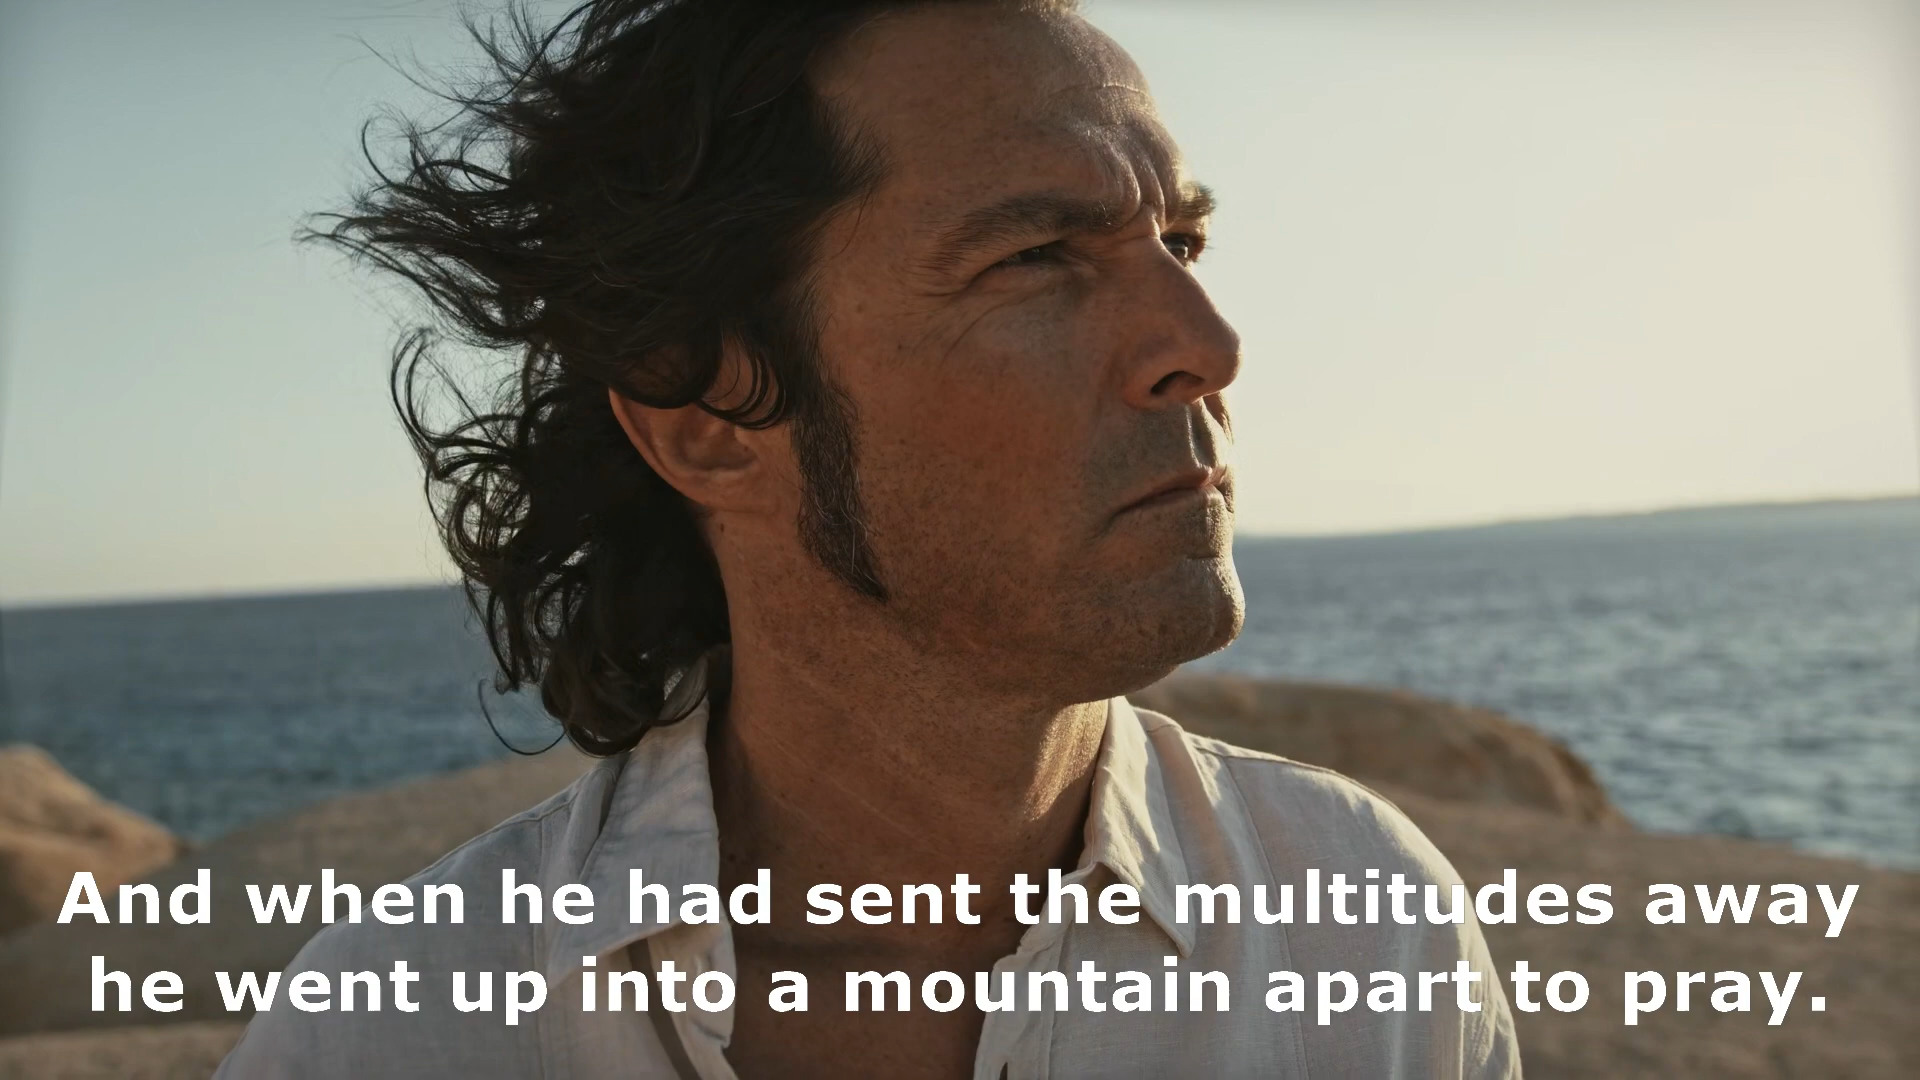 And when he had sent the multitudes away
he went up into a mountain apart to pray.